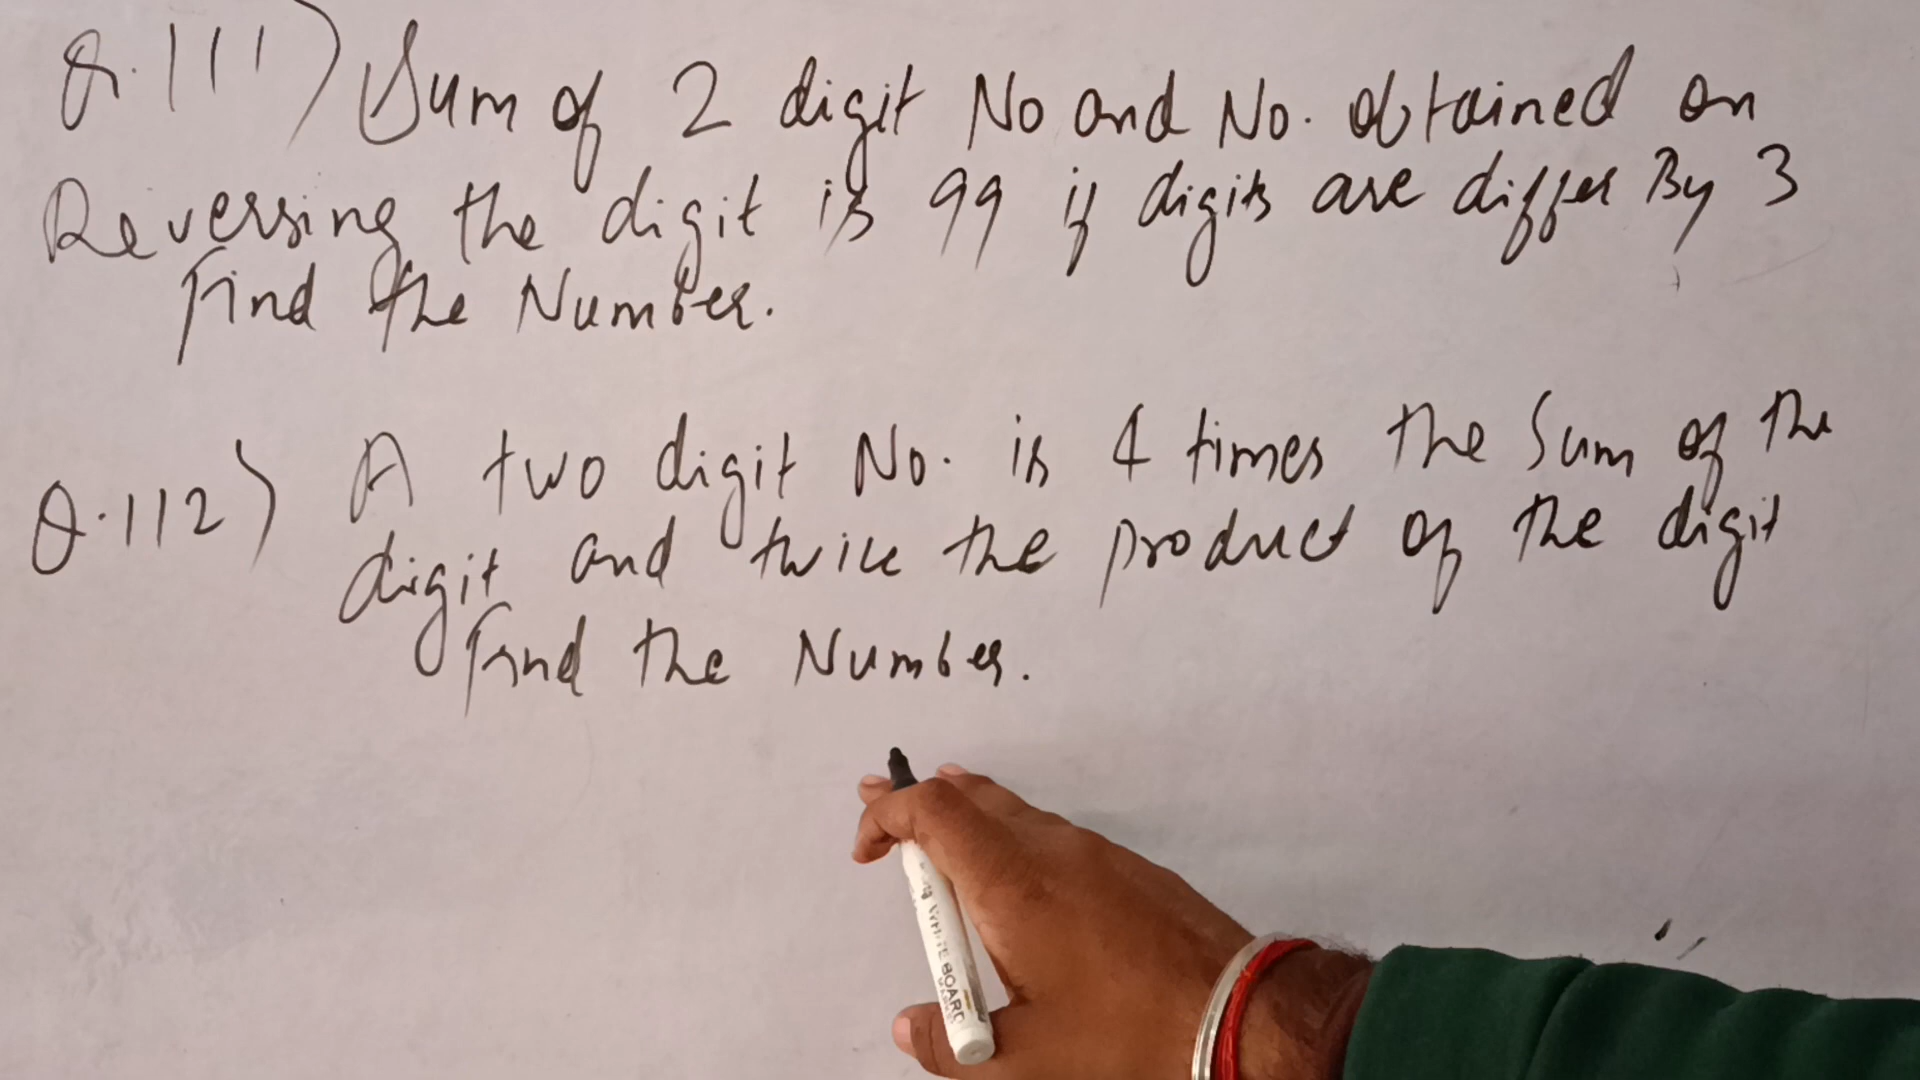 Q.111) Sum of 2 digit No and No. obtained on
Reversing the digit is 99 if digits are differ By 3
Find the Number.
Q.112) A two digit No. is 4 times the Sum of the
digit and twice the product of the digit
Find the Number.
WHITE BOARD